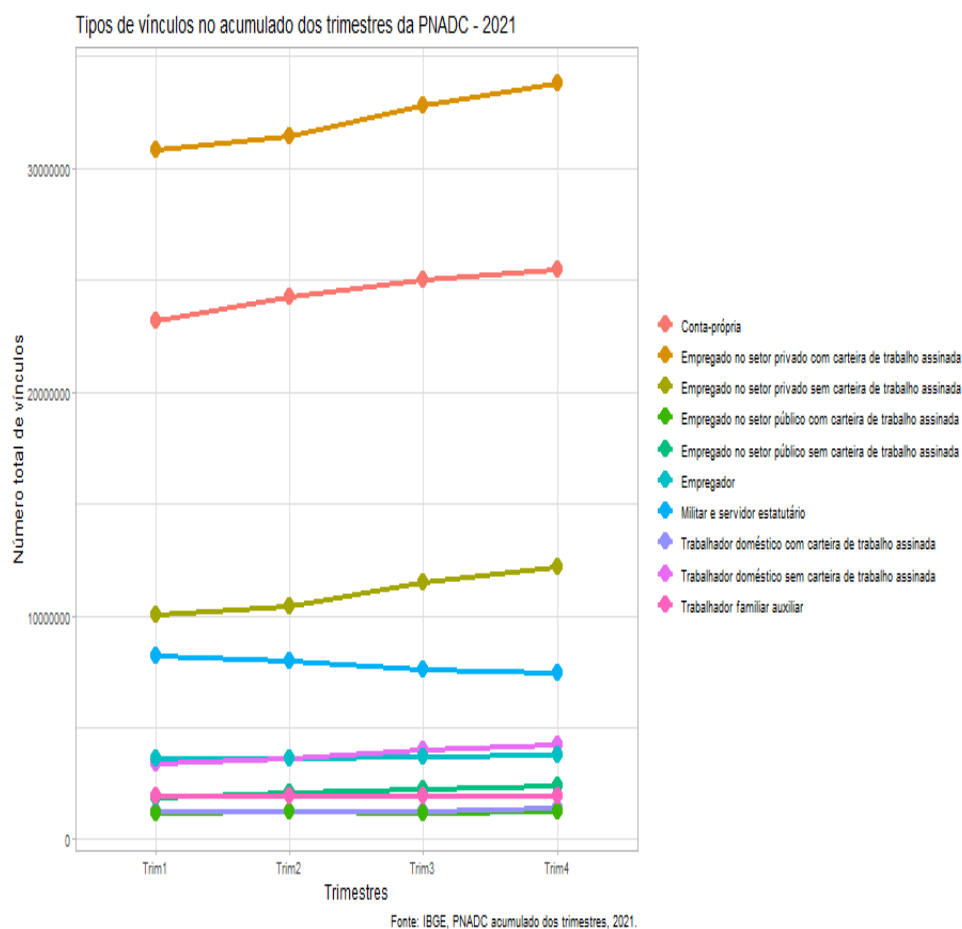 Tipos de vínculos no acumulado dos trimestres da PNADC - 2021
Número total de vínculos
30000000
20000000
10000000
0
Trim1
Trim2
Trim3
Trim4
Trimestres
Conta-própria
Empregado no setor privado com carteira de trabalho assinada
Empregado no setor privado sem carteira de trabalho assinada
Empregado no setor público com carteira de trabalho assinada
Empregado no setor público sem carteira de trabalho assinada
Empregador
Militar e servidor estatutário
Trabalhador doméstico com carteira de trabalho assinada
Trabalhador doméstico sem carteira de trabalho assinada
Trabalhador familiar auxiliar
Fonte: IBGE, PNADC acumulado dos trimestres, 2021.